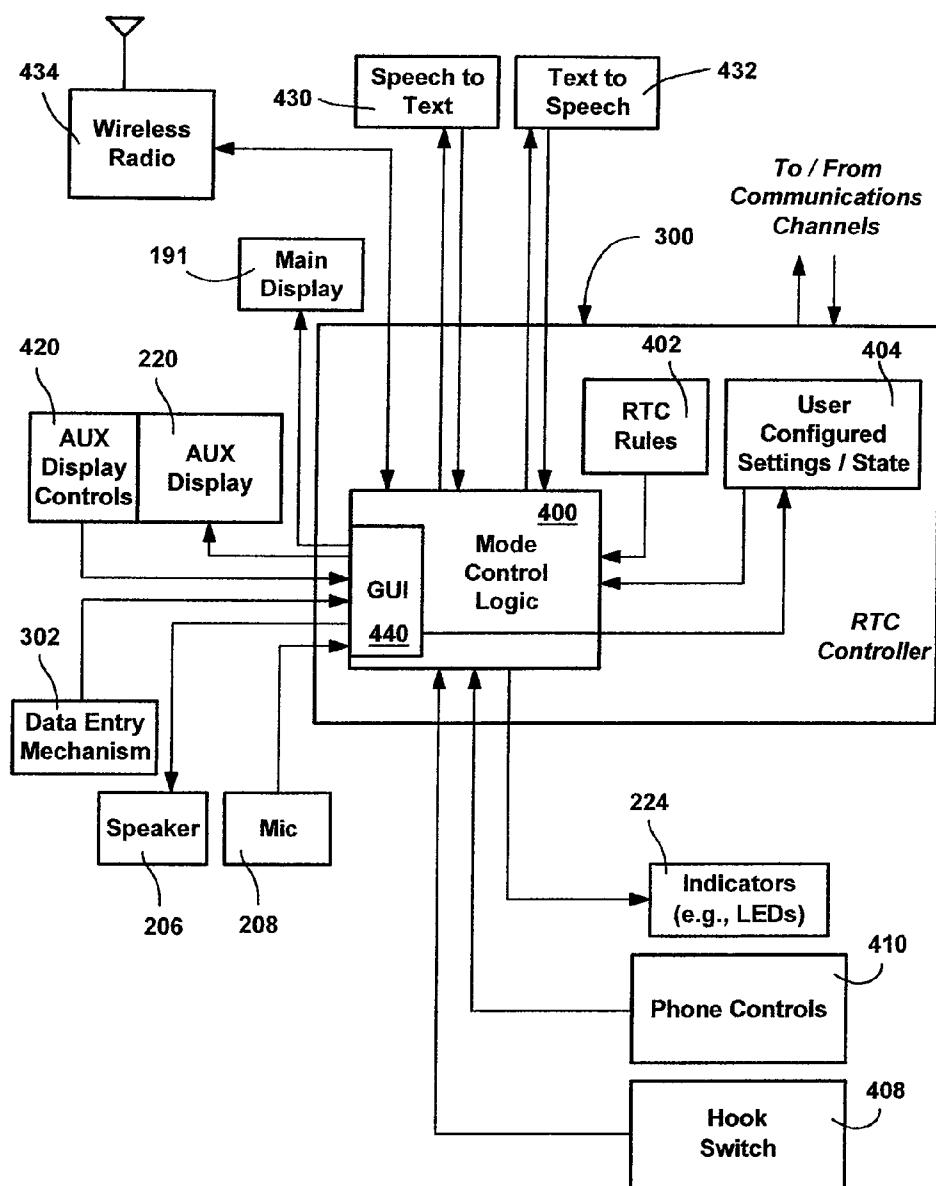 434
Wireless
Radio
430
Speech to
Text
Text to
Speech
432
To / From
Communications
Channels
300
191
Main
Display
420
220
AUX
Display
Controls
AUX
Display
402
RTC
Rules
404
User
Configured
Settings / State
400
Mode
Control
Logic
GUI
440
RTC
Controller
302
Data Entry
Mechanism
Speaker
206
Mic
208
224
Indicators
(e.g., LEDs)
410
Phone Controls
408
Hook
Switch